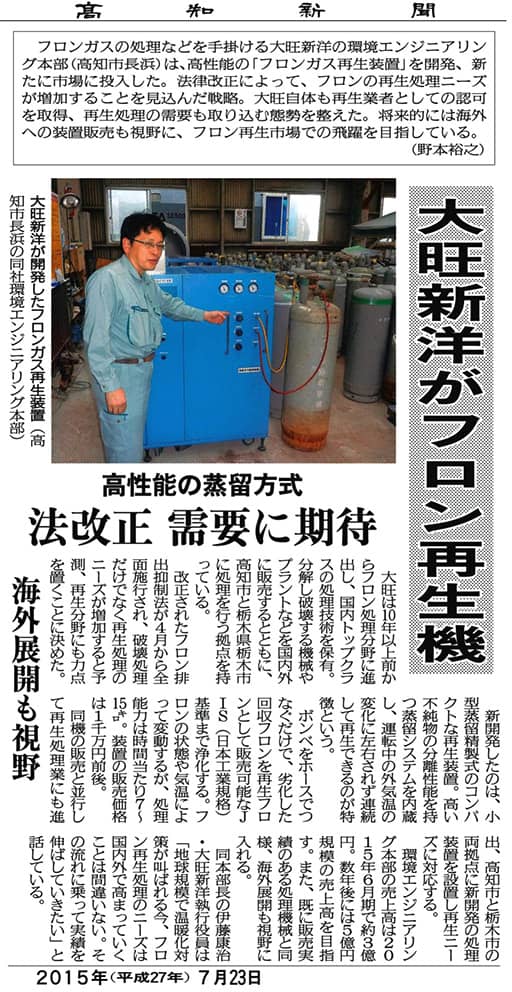 高知新聞
フロンガスの処理などを手掛ける大旺新洋の環境エンジニアリン
グ本部(高知市長浜)は、高性能の「フロンガス再生装置」を開発、新
たに市場に投入した。法律改正によって、フロンの再生処理ニーズ
が増加することを見込んだ戦略。大旺自体も再生業者としての認可
を取得、再生処理の需要も取り込む態勢を整えた。将来的には海外
への装置販売も視野に、フロン再生市場での飛躍を目指している。
(野本裕之)
大旺新洋がフロン再生機
大旺新洋が開発したフロンガス再生装置(高
知市長浜の同社環境エンジニアリング本部)
高性能の蒸留方式
法改正 需要に期待
海外展開も視野
大旺は10年以上前か
らフロン処理分野に進
出し、国内トップクラ
スの処理技術を保有。
分解し破壊する機械や
プラントなどを国内外
に販売するとともに、
高知市と栃木県栃木市
に処理を行う拠点を持
っている。
改正されたフロン排
出抑制法が4月から全
面施行され、破壊処理
だけでなく再生処理の
ニーズが増加すると予
測、再生分野にも力点
を置くことに決めた。
新開発したのは、小
型蒸留精製式のコンパ
クトな再生装置。高い
不純物の分離性能を持
つ蒸留システムを内蔵
し、運転中の外気温の
変化に左右されず連続
して再生できるのが特
徴という。
ボンベをホースでつ
なぐだけで、劣化した
回収フロンを再生フロ
ンとして販売可能なJ
IS(日本工業規格)
基準まで浄化する。フ
ロンの状態や気温によ
って変動するが、処理
能力は時間当たり7~
15㌔。装置の販売価格
は1千万円前後。
同機の販売と並行し
て再生処理業にも進
出、高知市と栃木市の
両拠点に新開発の処理
装置を設置し再生ニー
ズに対応する。
環境エンジニアリン
グ本部の売上高は20
15年6月期で約3億
円。数年後には5億円
規模の売上高を目指
す。また、既に販売実
績のある処理機械と同
様、海外展開も視野に
入れる。
同本部長の伊藤康治
・大旺新洋執行役員は
「地球規模で温暖化対
策が叫ばれる今、フロ
ン再生処理のニーズは
国内外で高まっていく
ことは間違いない。そ
の流れに乗って実績を
伸ばしていきたい」と
話している。
2015年(平成27年)7月23日